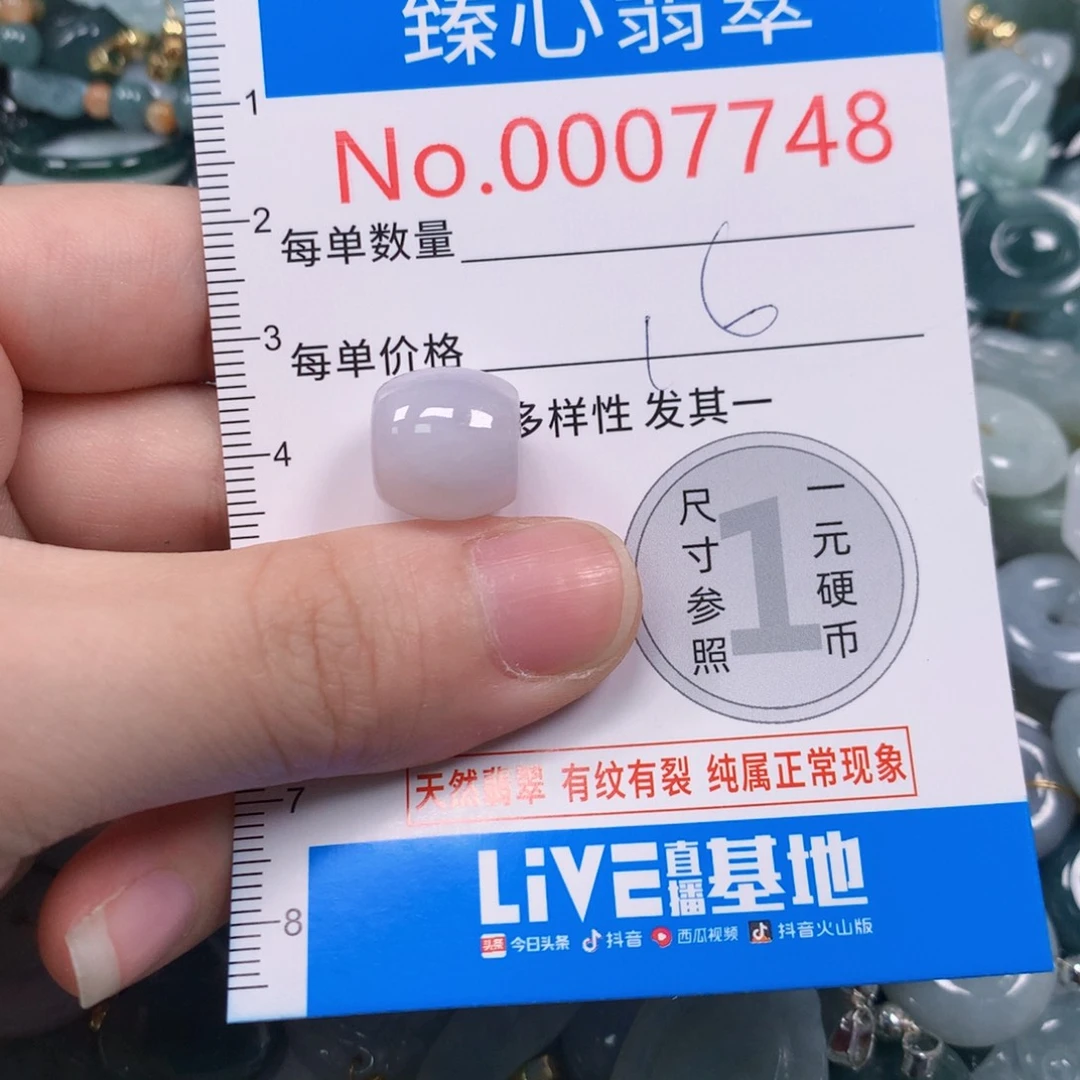 臻心翡翠
No.0007748
1
2
3
4
7
8
每单数量
16
每单价格
多样性 发其一
尺寸参照
1
一元硬币
天然翡翠 有纹有裂 纯属正常现象
LiVE直播基地
头条 今日头条 抖音 西瓜视频 抖音火山版